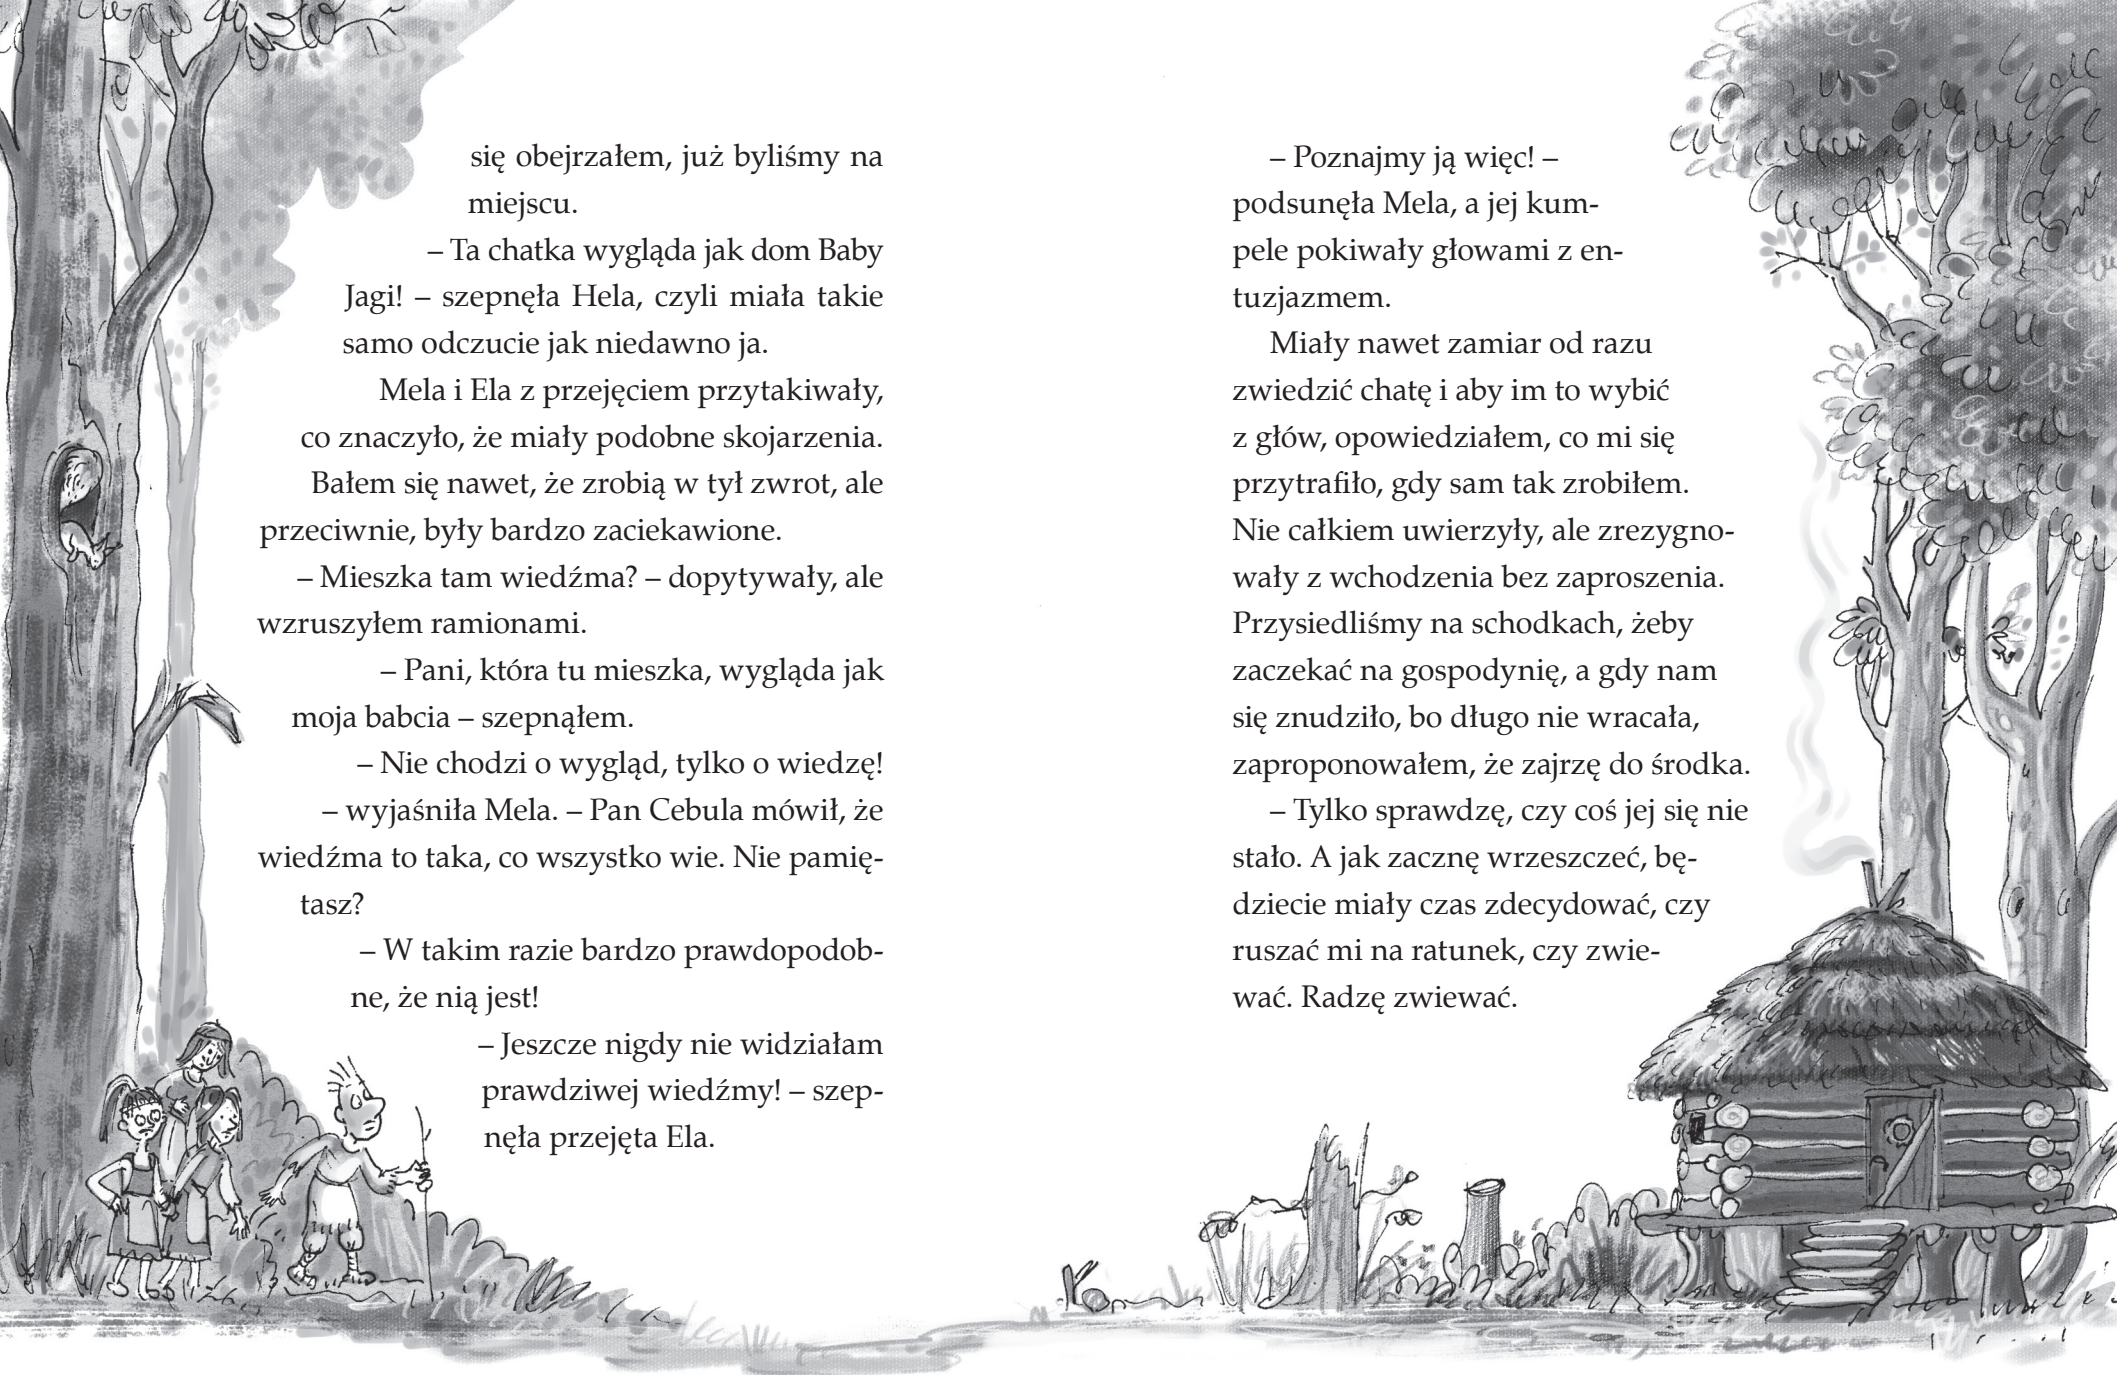 się obejrzałem, już byliśmy na
miejscu.
– Ta chatka wygląda jak dom Baby
Jagi! – szepnęła Hela, czyli miała takie
samo odczucie jak niedawno ja.
Mela i Ela z przejęciem przytakiwały,
co znaczyło, że miały podobne skojarzenia.
Bałem się nawet, że zrobią w tył zwrot, ale
przeciwnie, były bardzo zaciekawione.
– Mieszka tam wiedźma? – dopytywały, ale
wzruszyłem ramionami.
– Pani, która tu mieszka, wygląda jak
moja babcia – szepnąłem.
– Nie chodzi o wygląd, tylko o wiedzę!
– wyjaśniła Mela. – Pan Cebula mówił, że
wiedźma to taka, co wszystko wie. Nie pamię-
tasz?
– W takim razie bardzo prawdopodob-
ne, że nią jest!
– Jeszcze nigdy nie widziałam
prawdziwej wiedźmy! – szep-
nęła przejęta Ela.
– Poznajmy ją więc! –
podsunęła Mela, a jej kum-
pele pokiwały głowami z en-
tuzjazmem.
Miały nawet zamiar od razu
zwiedzić chatę i aby im to wybić
z głów, opowiedziałem, co mi się
przytrafiło, gdy sam tak zrobiłem.
Nie całkiem uwierzyły, ale zrezygno-
wały z wchodzenia bez zaproszenia.
Przysiedliśmy na schodkach, żeby
zaczekać na gospodynię, a gdy nam
się znudziło, bo długo nie wracała,
zaproponowałem, że zajrzę do środka.
– Tylko sprawdzę, czy coś jej się nie
stało. A jak zacznę wrzeszczeć, bę-
dziecie miały czas zdecydować, czy
ruszać mi na ratunek, czy zwie-
wać. Radzę zwiewać.